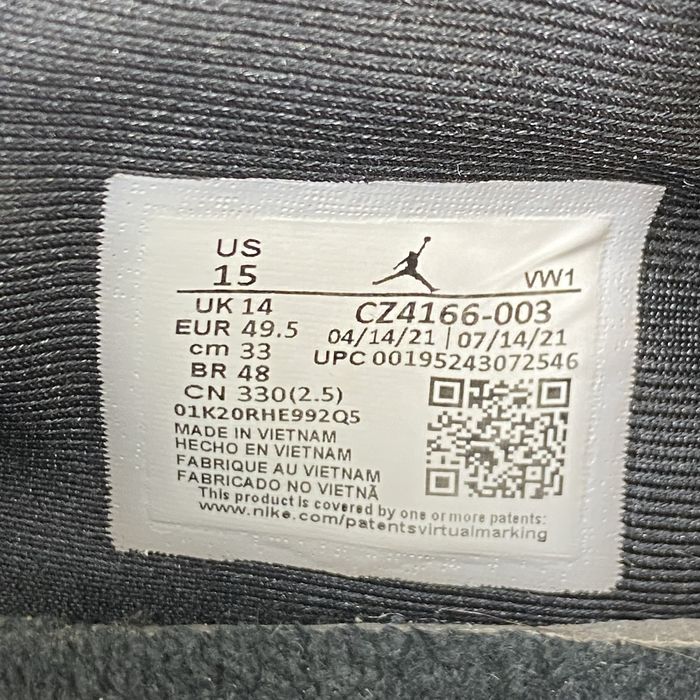 US
15
VW1
UK 14
EUR 49.5
cm 33
BR 48
CN 330(2.5)
CZ4166-003
04/14/21 | 07/14/21
UPC 00195243072546
01K20RHE992Q5
MADE IN VIETNAM
HECHO EN VIETNAM
FABRIQUE AU VIETNAM
FABRICADO NO VIETNÃ
This product is covered by one or more patents:
www.nike.com/patentsvirtualmarking